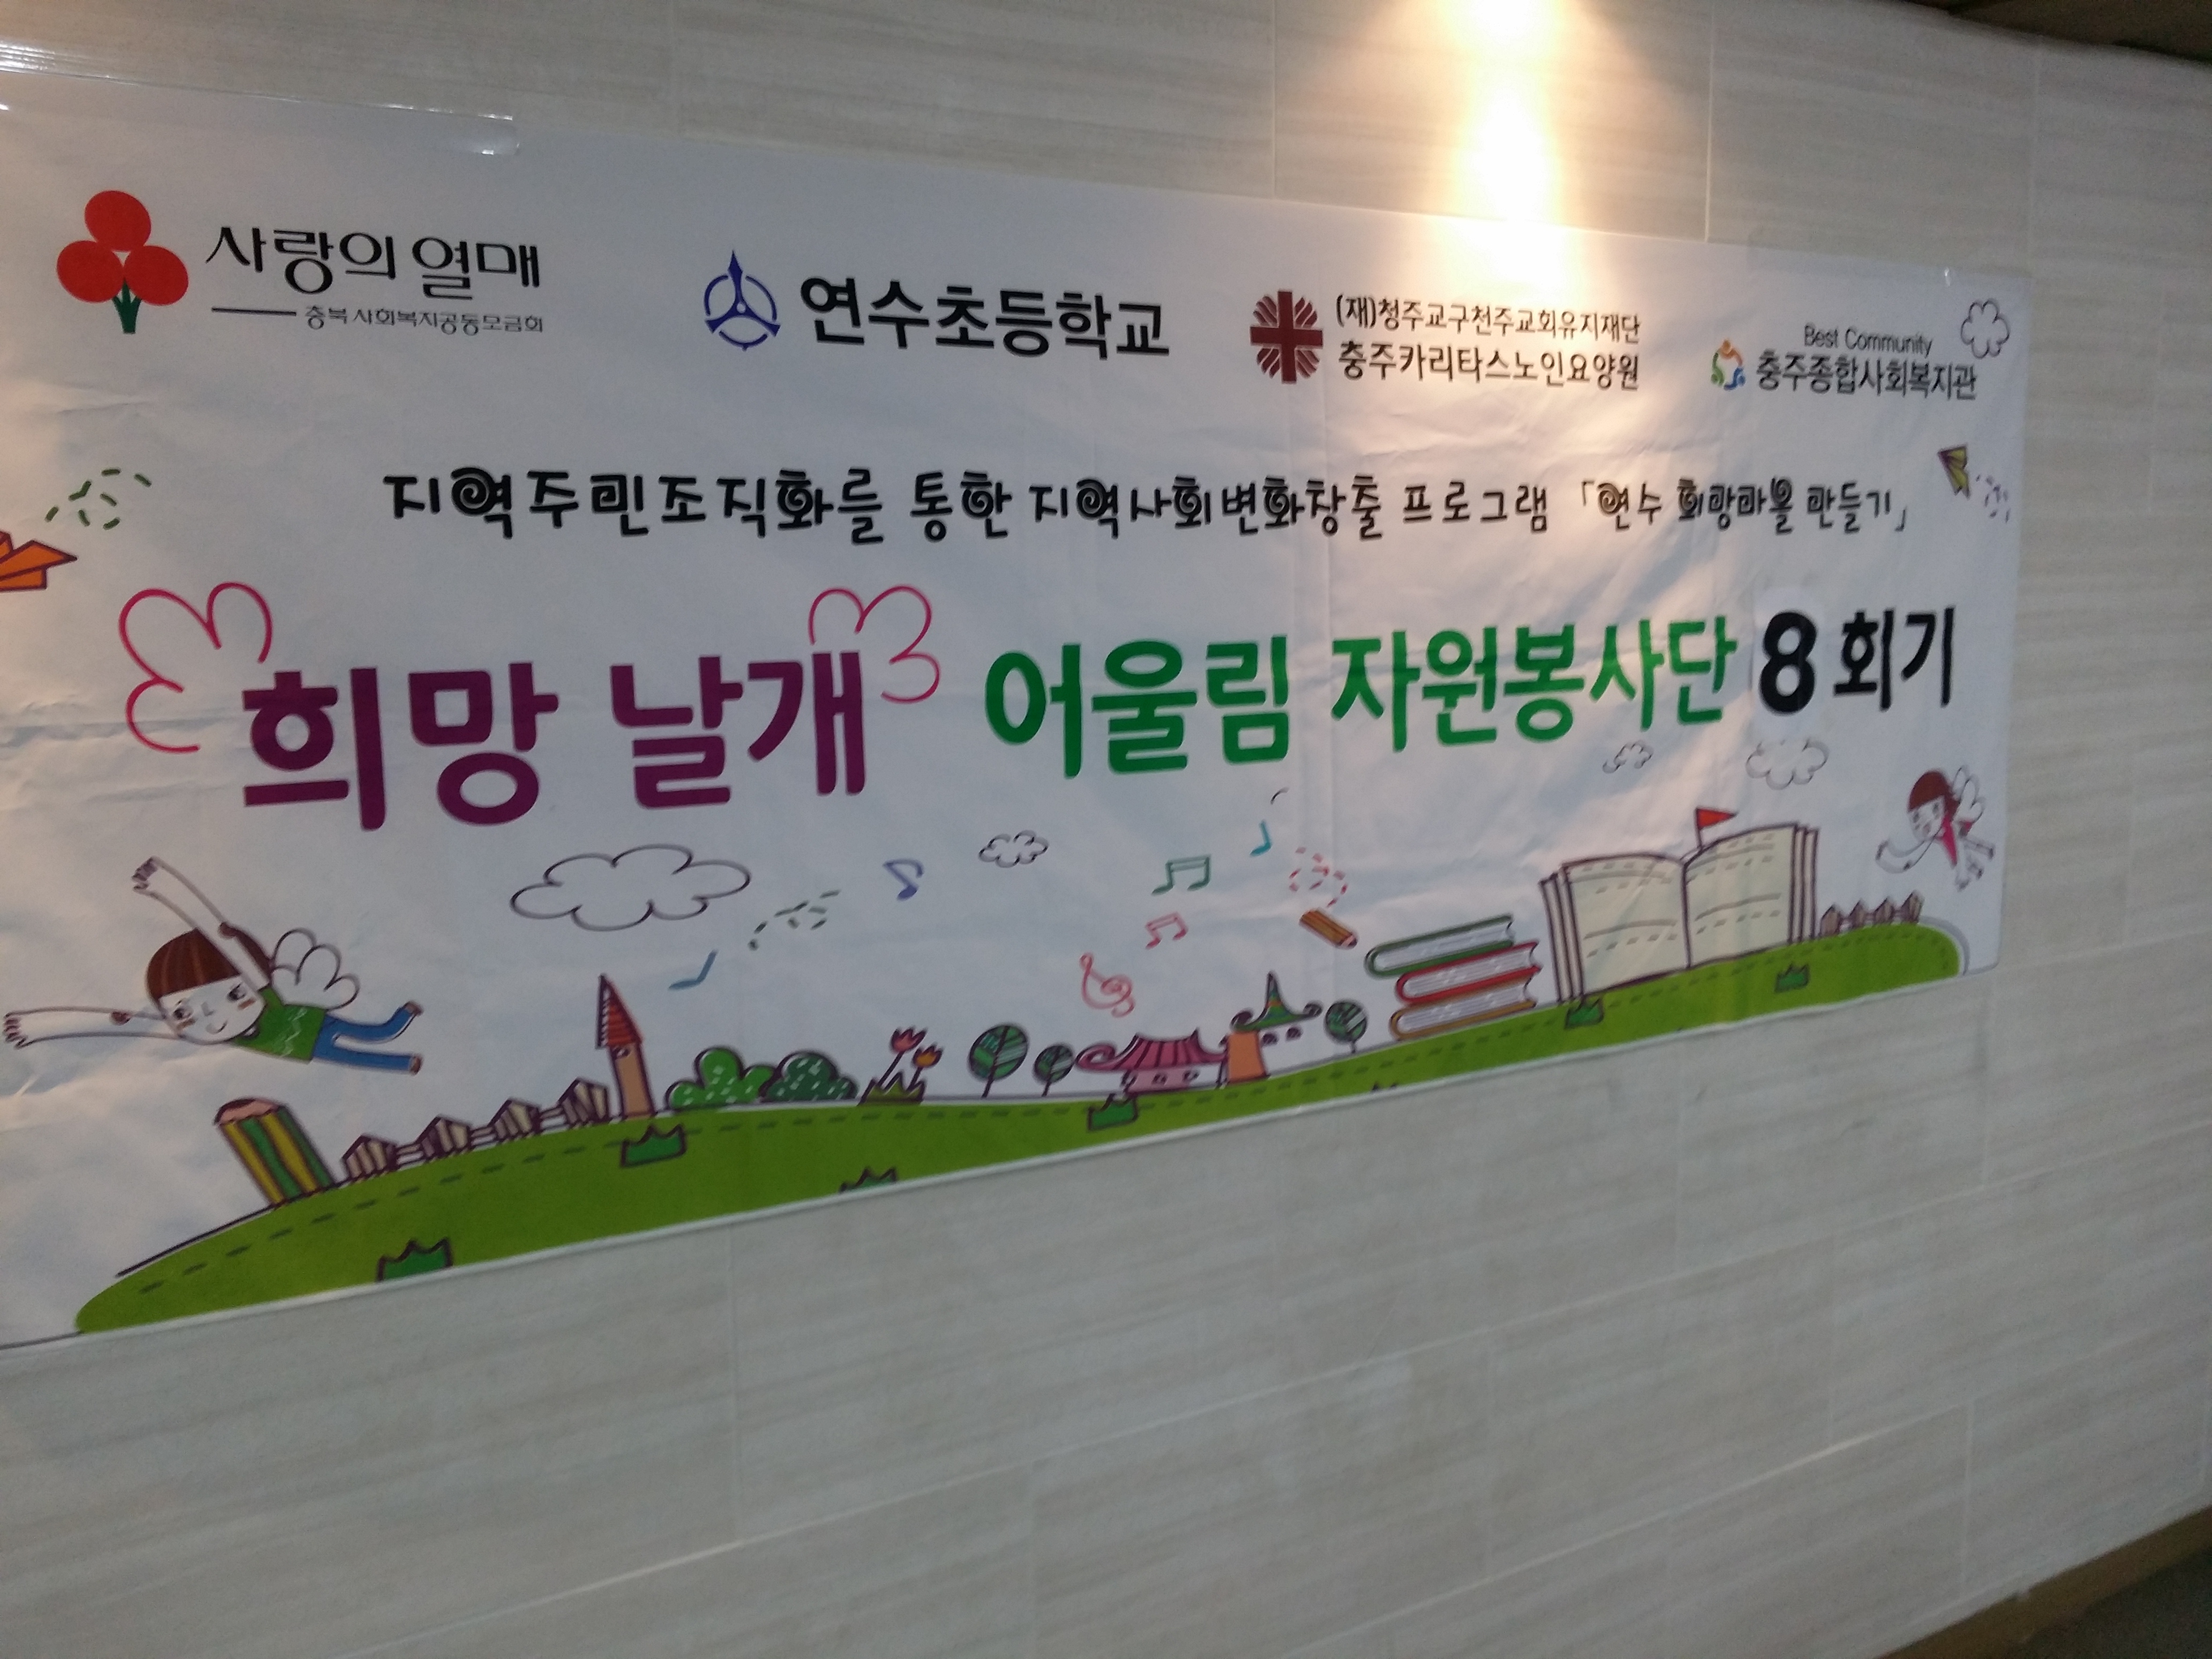 사랑의 열매
충북 사회복지공동모금회
연수초등학교
(재)청주교구천주교회유지재단
충주카리타스노인요양원
Best Community
충주종합사회복지관
지역주민조직화를 통한 지역사회변화창출 프로그램 「연수 희망마을 만들기」
희망 날개 어울림 자원봉사단 8 회기